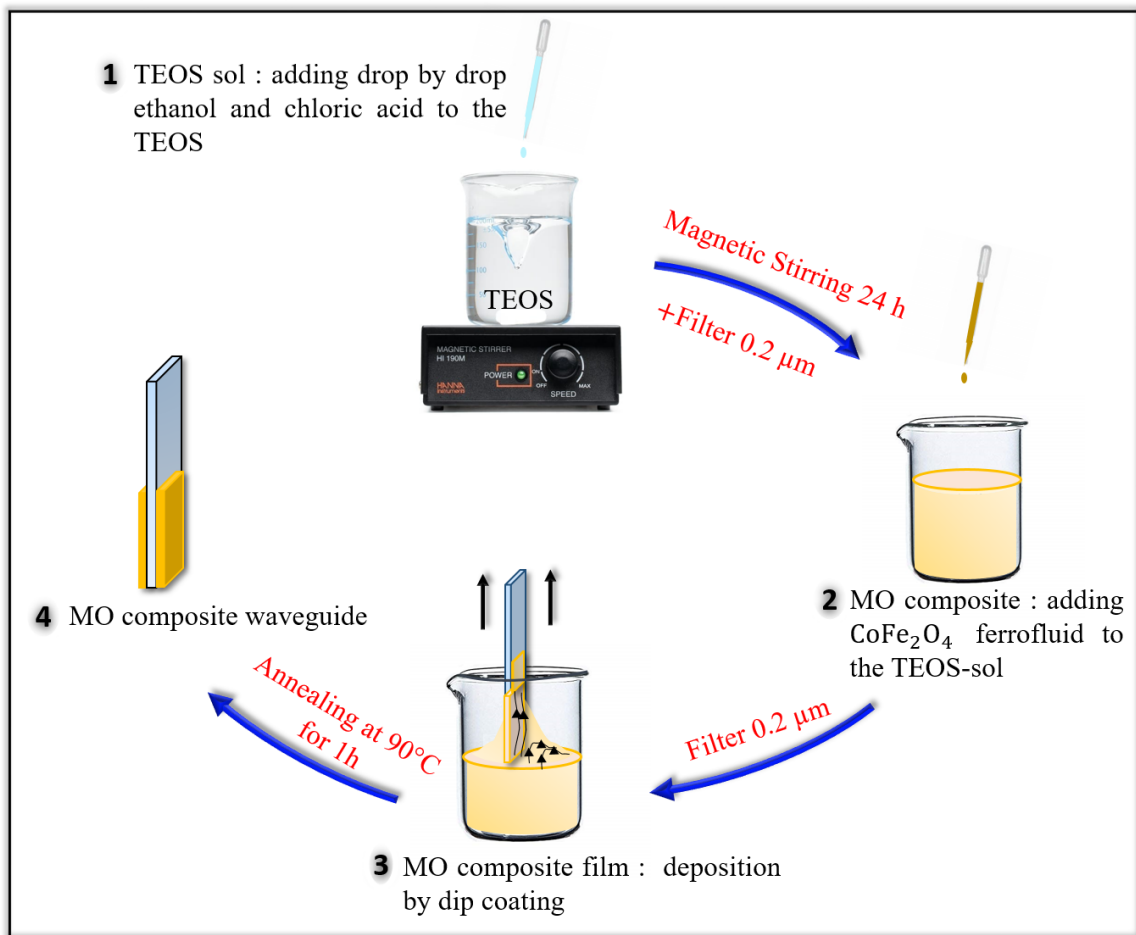 1 TEOS sol : adding drop by drop
ethanol and chloric acid to the
TEOS
TEOS
MAGNETIC STIRRER
HI 190M
POWER
ON
OFF
MAX
SPEED
HANNA
instruments
Magnetic Stirring 24 h
+Filter 0.2 µm
2 MO composite : adding
CoFe₂O₄ ferrofluid to
the TEOS-sol
Filter 0.2 µm
3 MO composite film : deposition
by dip coating
Annealing at 90°C
for 1h
4 MO composite waveguide